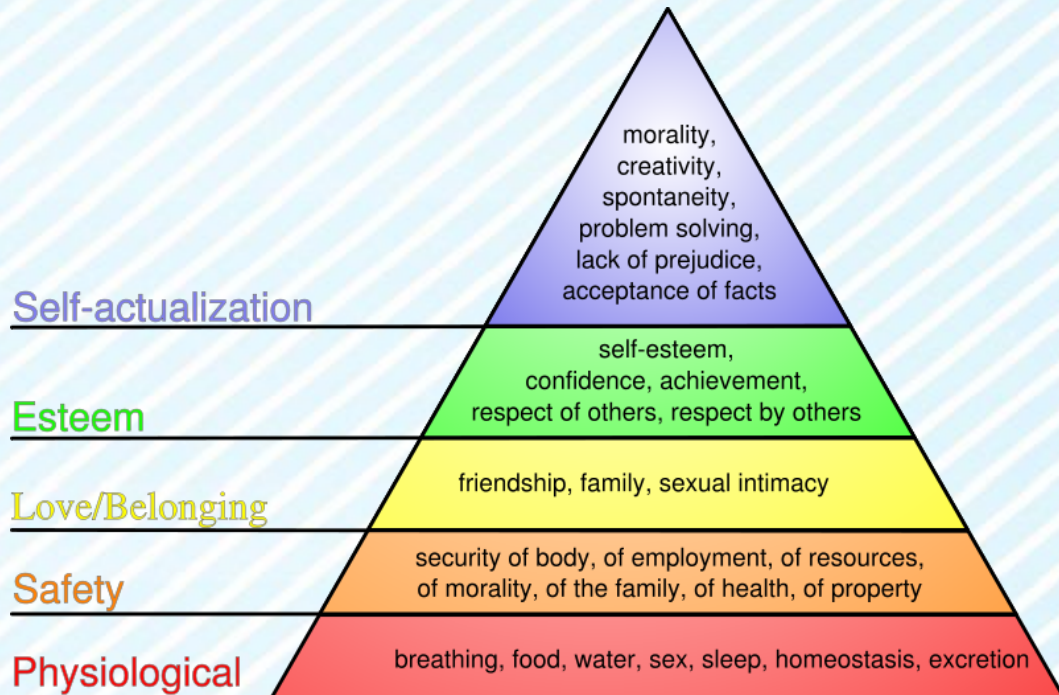 morality,
creativity,
spontaneity,
problem solving,
lack of prejudice,
acceptance of facts
Self-actualization
self-esteem,
confidence, achievement,
respect of others, respect by others
Esteem
friendship, family, sexual intimacy
Love/Belonging
security of body, of employment, of resources,
of morality, of the family, of health, of property
Safety
breathing, food, water, sex, sleep, homeostasis, excretion
Physiological